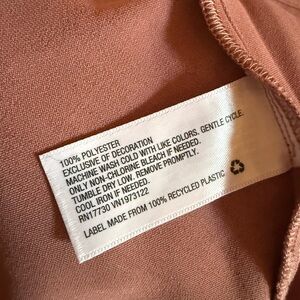 100% POLYESTER
EXCLUSIVE OF DECORATION
MACHINE WASH COLD WITH LIKE COLORS. GENTLE CYCLE.
ONLY NON-CHLORINE BLEACH IF NEEDED.
TUMBLE DRY LOW. REMOVE PROMPTLY.
COOL IRON IF NEEDED.
RN17730 VN1973122
LABEL MADE FROM 100% RECYCLED PLASTIC